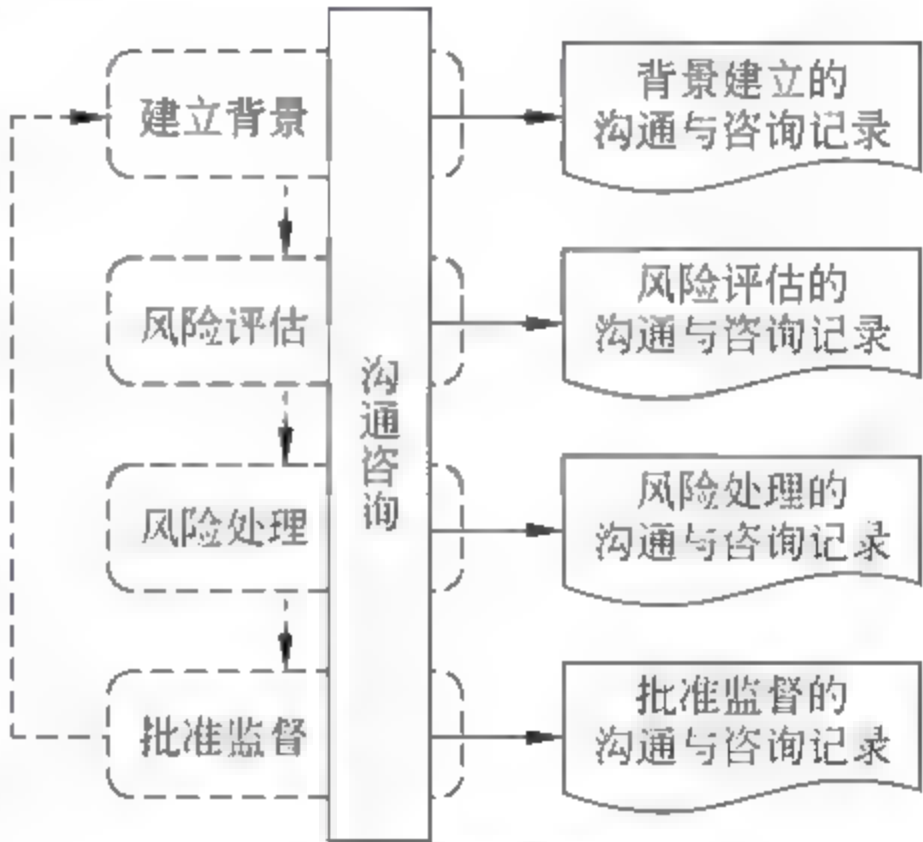 建立背景
背景建立的
沟通与咨询记录
风险评估
风险评估的
沟通与咨询记录
沟通咨询
风险处理
风险处理的
沟通与咨询记录
批准监督
批准监督的
沟通与咨询记录